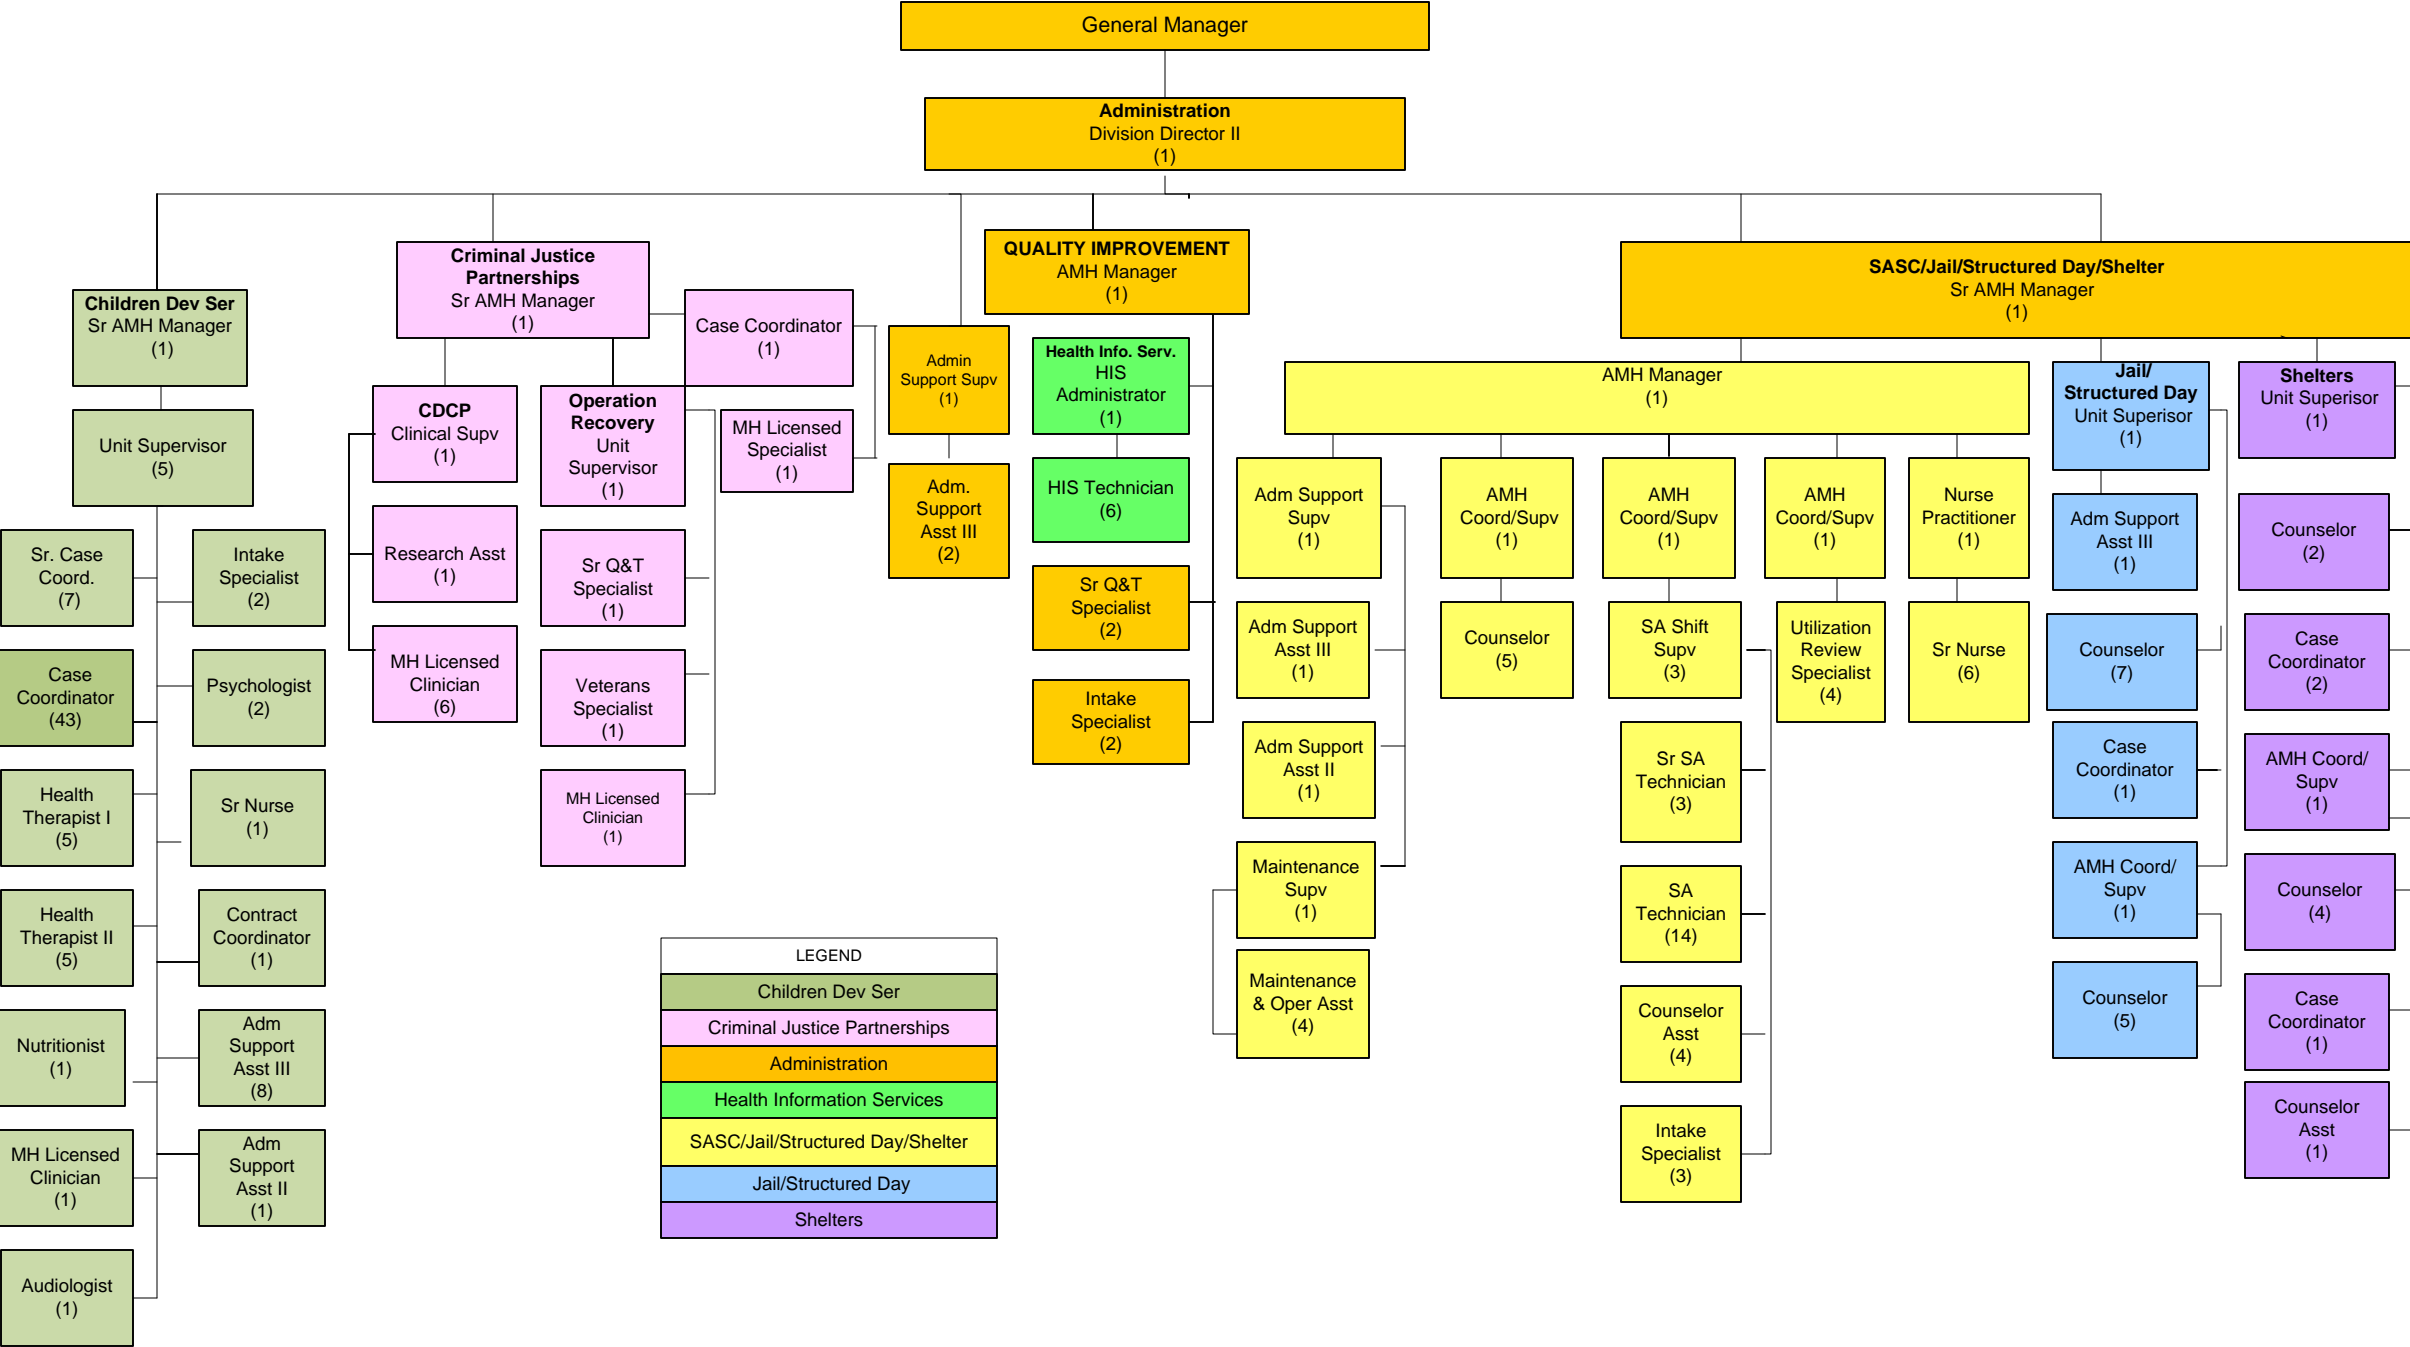 General Manager
Administration
Division Director II
(1)
Children Dev Ser
Sr AMH Manager
(1)
Unit Supervisor
(5)
Sr. Case
Coord.
(7)
Intake
Specialist
(2)
Case
Coordinator
(43)
Psychologist
(2)
Health
Therapist I
(5)
Sr Nurse
(1)
Health
Therapist II
(5)
Contract
Coordinator
(1)
Nutritionist
(1)
Adm
Support
Asst III
(8)
MH Licensed
Clinician
(1)
Adm
Support
Asst II
(1)
Audiologist
(1)
Criminal Justice
Partnerships
Sr AMH Manager
(1)
Case Coordinator
(1)
MH Licensed
Specialist
(1)
CDCP
Clinical Supv
(1)
Research Asst
(1)
MH Licensed
Clinician
(6)
Operation
Recovery
Unit
Supervisor
(1)
Sr Q&T
Specialist
(1)
Veterans
Specialist
(1)
MH Licensed
Clinician
(1)
Admin
Support Supv
(1)
Adm.
Support
Asst III
(2)
QUALITY IMPROVEMENT
AMH Manager
(1)
Health Info. Serv.
HIS
Administrator
(1)
HIS Technician
(6)
Sr Q&T
Specialist
(2)
Intake
Specialist
(2)
SASC/Jail/Structured Day/Shelter
Sr AMH Manager
(1)
AMH Manager
(1)
Adm Support
Supv
(1)
Adm Support
Asst III
(1)
Adm Support
Asst II
(1)
Maintenance
Supv
(1)
Maintenance
& Oper Asst
(4)
AMH
Coord/Supv
(1)
Counselor
(5)
AMH
Coord/Supv
(1)
SA Shift
Supv
(3)
Sr SA
Technician
(3)
SA
Technician
(14)
Counselor
Asst
(4)
Intake
Specialist
(3)
AMH
Coord/Supv
(1)
Utilization
Review
Specialist
(4)
Nurse
Practitioner
(1)
Sr Nurse
(6)
Jail/
Structured Day
Unit Superisor
(1)
Adm Support
Asst III
(1)
Counselor
(7)
Case
Coordinator
(1)
AMH Coord/
Supv
(1)
Counselor
(5)
Shelters
Unit Superisor
(1)
Counselor
(2)
Case
Coordinator
(2)
AMH Coord/
Supv
(1)
Counselor
(4)
Case
Coordinator
(1)
Counselor
Asst
(1)
LEGEND
Children Dev Ser
Criminal Justice Partnerships
Administration
Health Information Services
SASC/Jail/Structured Day/Shelter
Jail/Structured Day
Shelters